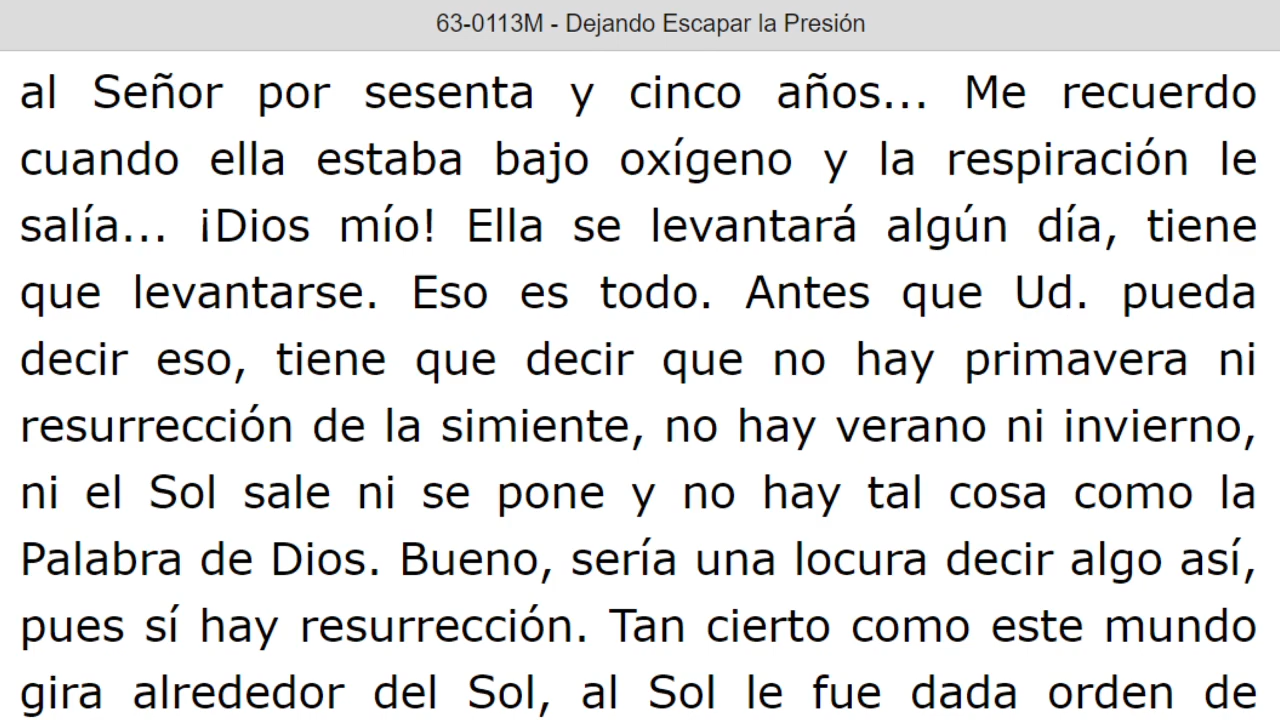 63-0113M - Dejando Escapar la Presión
al Señor por sesenta y cinco años... Me recuerdo
cuando ella estaba bajo oxígeno y la respiración le
salía... ¡Dios mío! Ella se levantará algún día, tiene
que levantarse. Eso es todo. Antes que Ud. pueda
decir eso, tiene que decir que no hay primavera ni
resurrección de la simiente, no hay verano ni invierno,
ni el Sol sale ni se pone y no hay tal cosa como la
Palabra de Dios. Bueno, sería una locura decir algo así,
pues sí hay resurrección. Tan cierto como este mundo
gira alrededor del Sol, al Sol le fue dada orden de